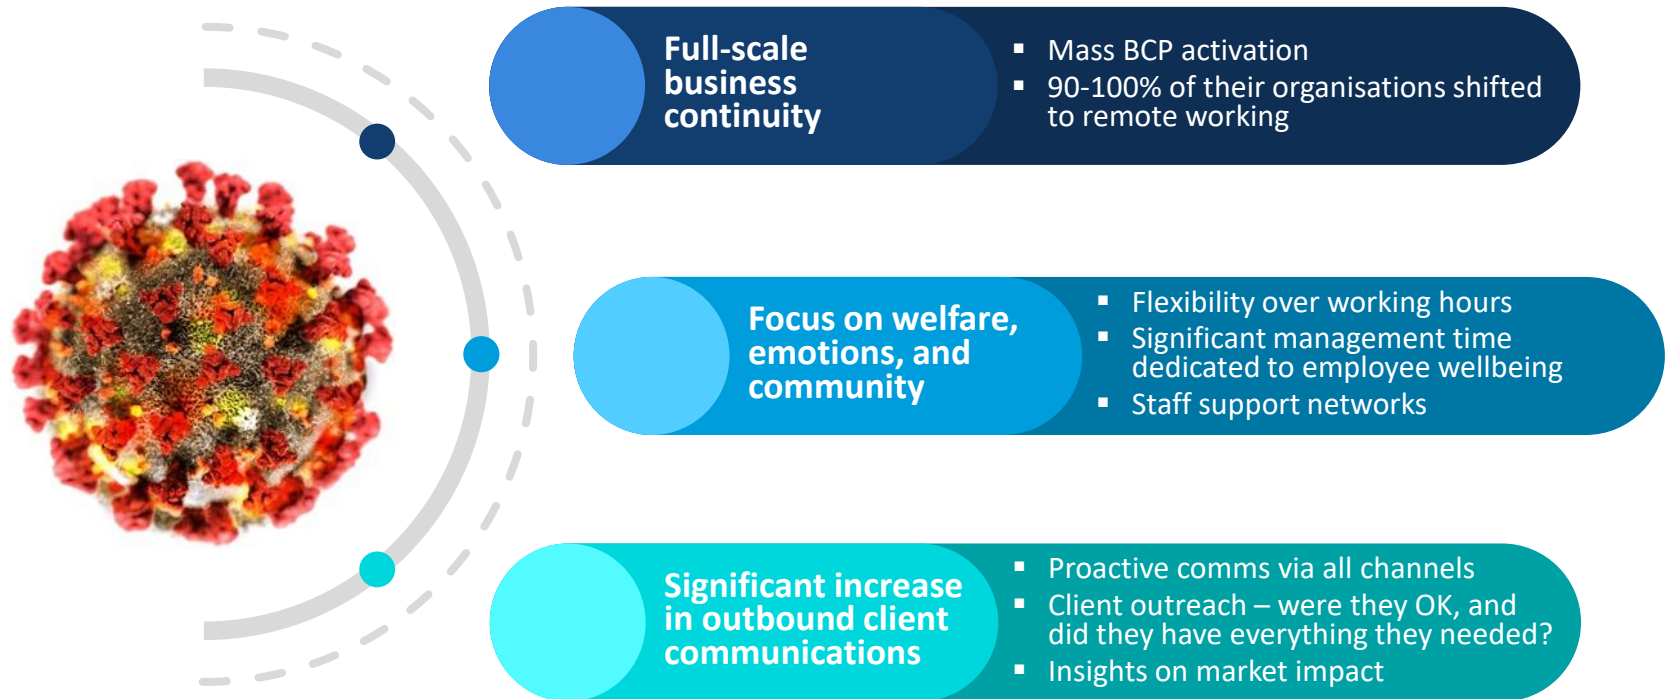 Full-scale
business
continuity
▪ Mass BCP activation
▪ 90-100% of their organisations shifted
to remote working
Focus on welfare,
emotions, and
community
▪ Flexibility over working hours
▪ Significant management time
dedicated to employee wellbeing
▪ Staff support networks
Significant increase
in outbound client
communications
▪ Proactive comms via all channels
▪ Client outreach – were they OK, and
did they have everything they needed?
▪ Insights on market impact